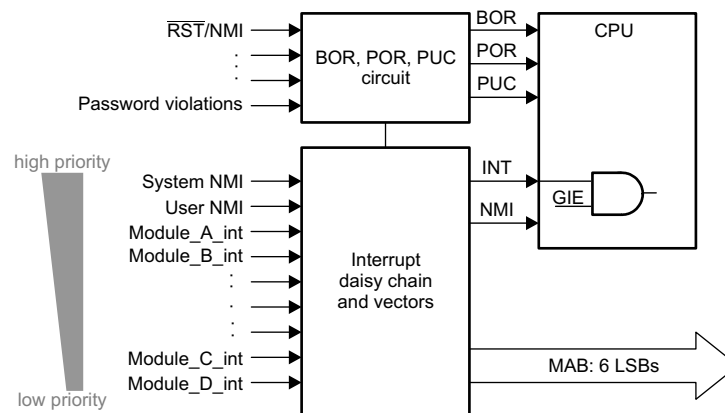 RST/NMI
.
.
.
Password violations
BOR, POR, PUC
circuit
BOR
POR
PUC
CPU
high priority
low priority
System NMI
User NMI
Module_A_int
Module_B_int
.
.
.
Module_C_int
Module_D_int
Interrupt
daisy chain
and vectors
INT
NMI
GIE
MAB: 6 LSBs